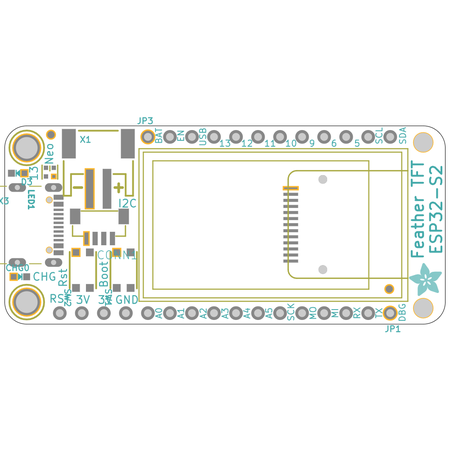 JP3
BAT
EN
USB
13
12
11
10
9
6
5
SCL
SDA
X1
Neo
13
D3
LED1
X3
I2C
CONN1
Feather TFT
ESP32-S2
CHG0
CHG
Rst
Boot
RST
3V
3V
GND
A0
A1
A2
A3
A4
A5
SCK
MO
MI
RX
TX
DBG
JP1